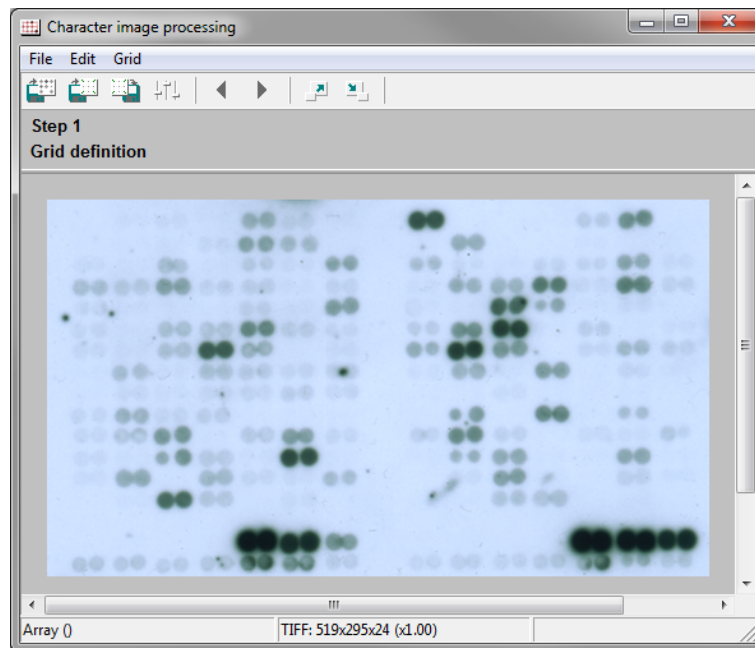 Character image processing
File Edit Grid
Step 1
Grid definition
Array () TIFF: 519x295x24 (x1.00)